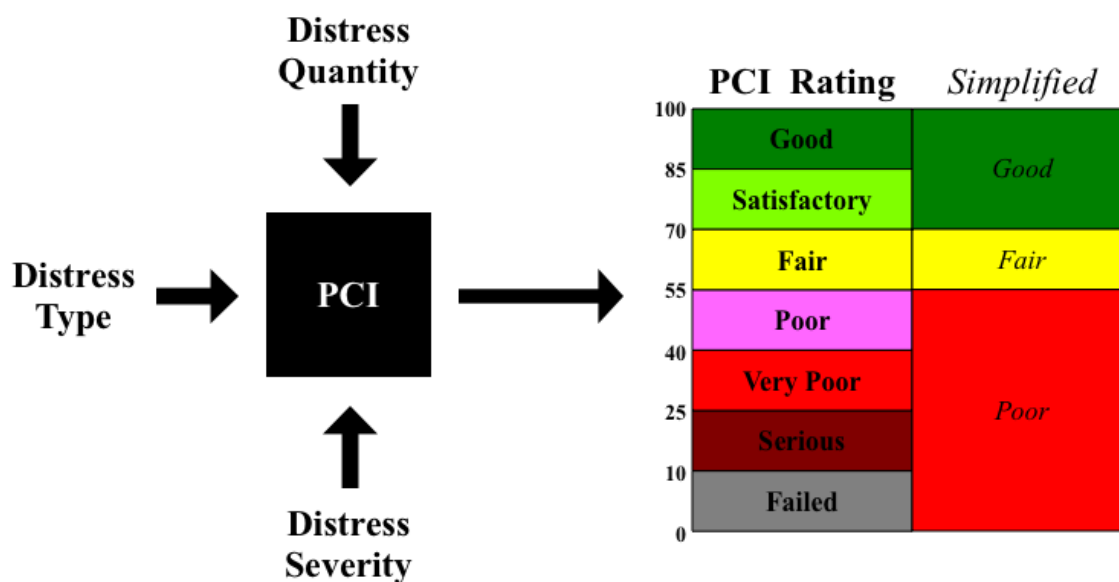 Distress
Quantity
Distress
Type
PCI
Distress
Severity
PCI Rating Simplified
100
Good Good
85
Satisfactory
70
Fair Fair
55
Poor
40
Very Poor Poor
25
Serious
10
Failed
0